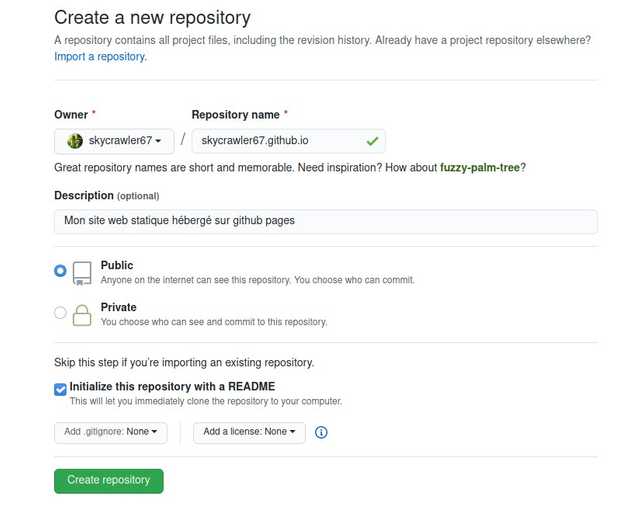 Create a new repository
A repository contains all project files, including the revision history. Already have a project repository elsewhere?
Import a repository.
Owner * Repository name *
skycrawler67 / skycrawler67.github.io
Great repository names are short and memorable. Need inspiration? How about fuzzy-palm-tree?
Description (optional)
Mon site web statique hébergé sur github pages
Public
Anyone on the internet can see this repository. You choose who can commit.
Private
You choose who can see and commit to this repository.
Skip this step if you're importing an existing repository.
Initialize this repository with a README
This will let you immediately clone the repository to your computer.
Add .gitignore: None Add a license: None
Create repository